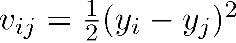 $v_{ij} = \frac{1}{2}(y_i - y_j)^2$